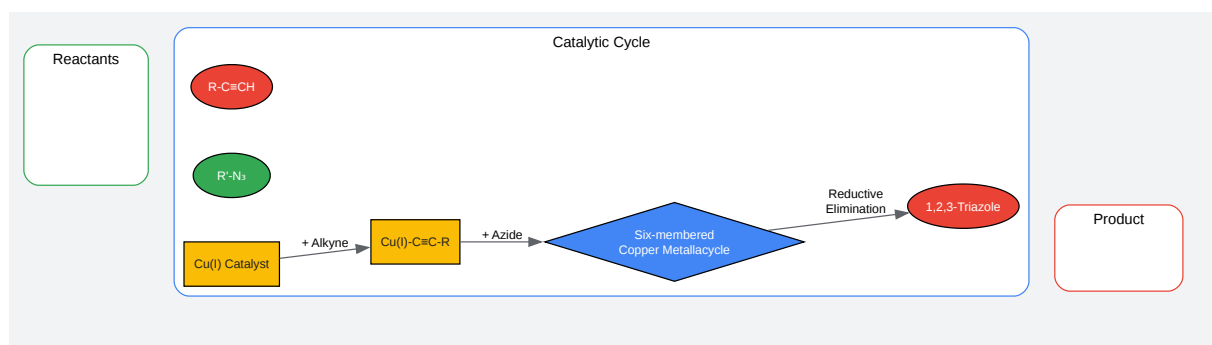 Catalytic Cycle
Reactants
R-C≡CH
R'-N₃
Cu(I) Catalyst
+ Alkyne
Cu(I)-C≡C-R
+ Azide
Six-membered
Copper Metallacycle
Reductive
Elimination
1,2,3-Triazole
Product